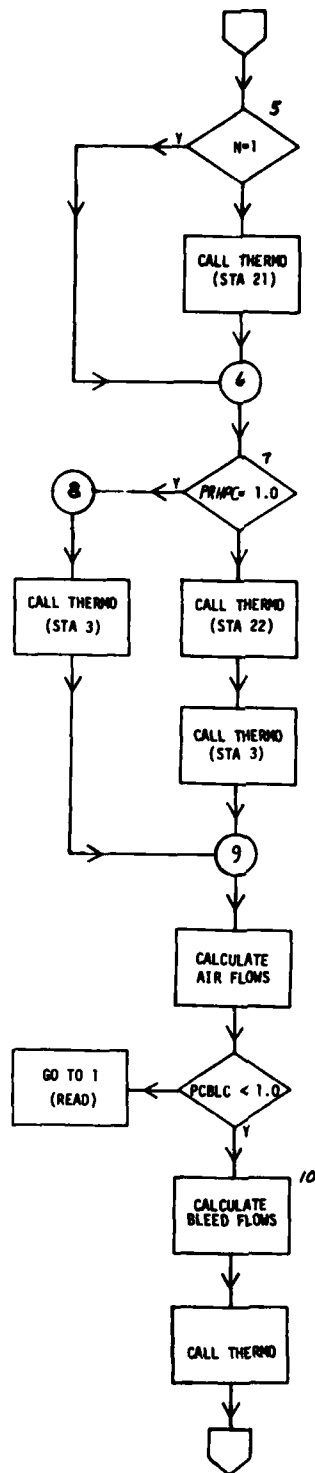 5
Y
N=1
CALL THERMO
(STA 21)
6
7
8
Y
PRHPC= 1.0
CALL THERMO
(STA 3)
CALL THERMO
(STA 22)
CALL THERMO
(STA 3)
9
CALCULATE
AIR FLOWS
GO TO 1
(READ)
PCBLC < 1.0
Y
10
CALCULATE
BLEED FLOWS
CALL THERMO